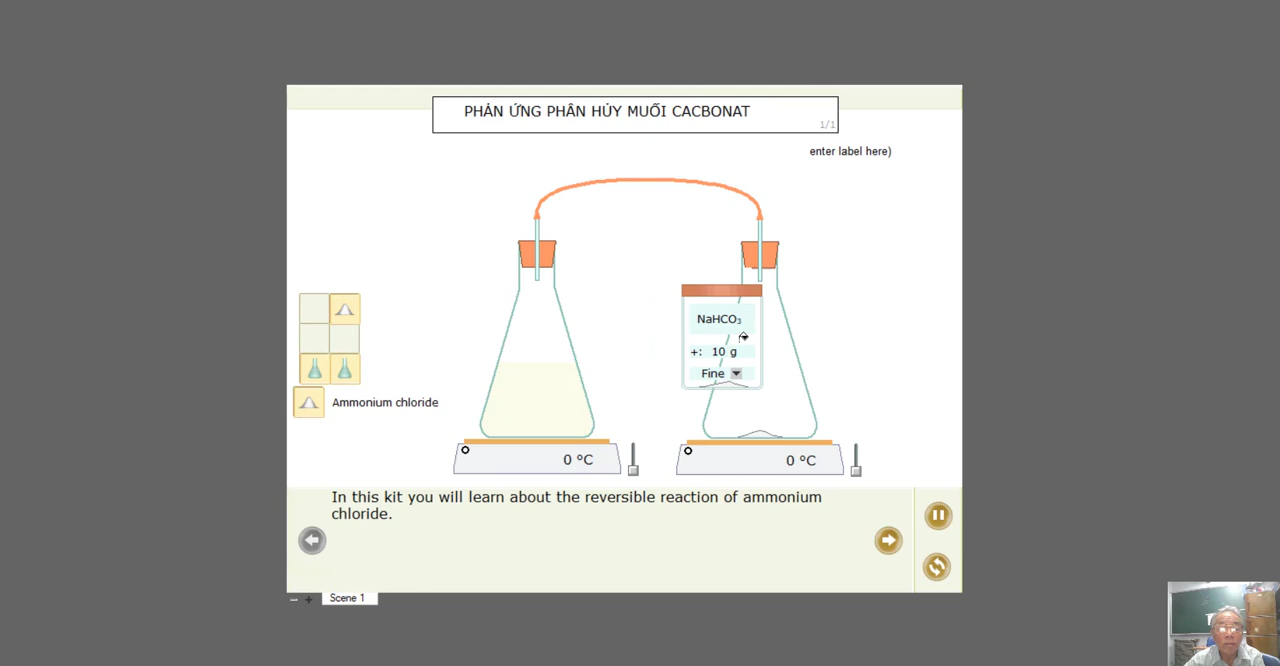 PHẢN ỨNG PHÂN HỦY MUỐI CACBONAT
1/1
enter label here)
NaHCO₃
+: 10 g
Fine
Ammonium chloride
0 °C
0 °C
In this kit you will learn about the reversible reaction of ammonium
chloride.
Scene 1